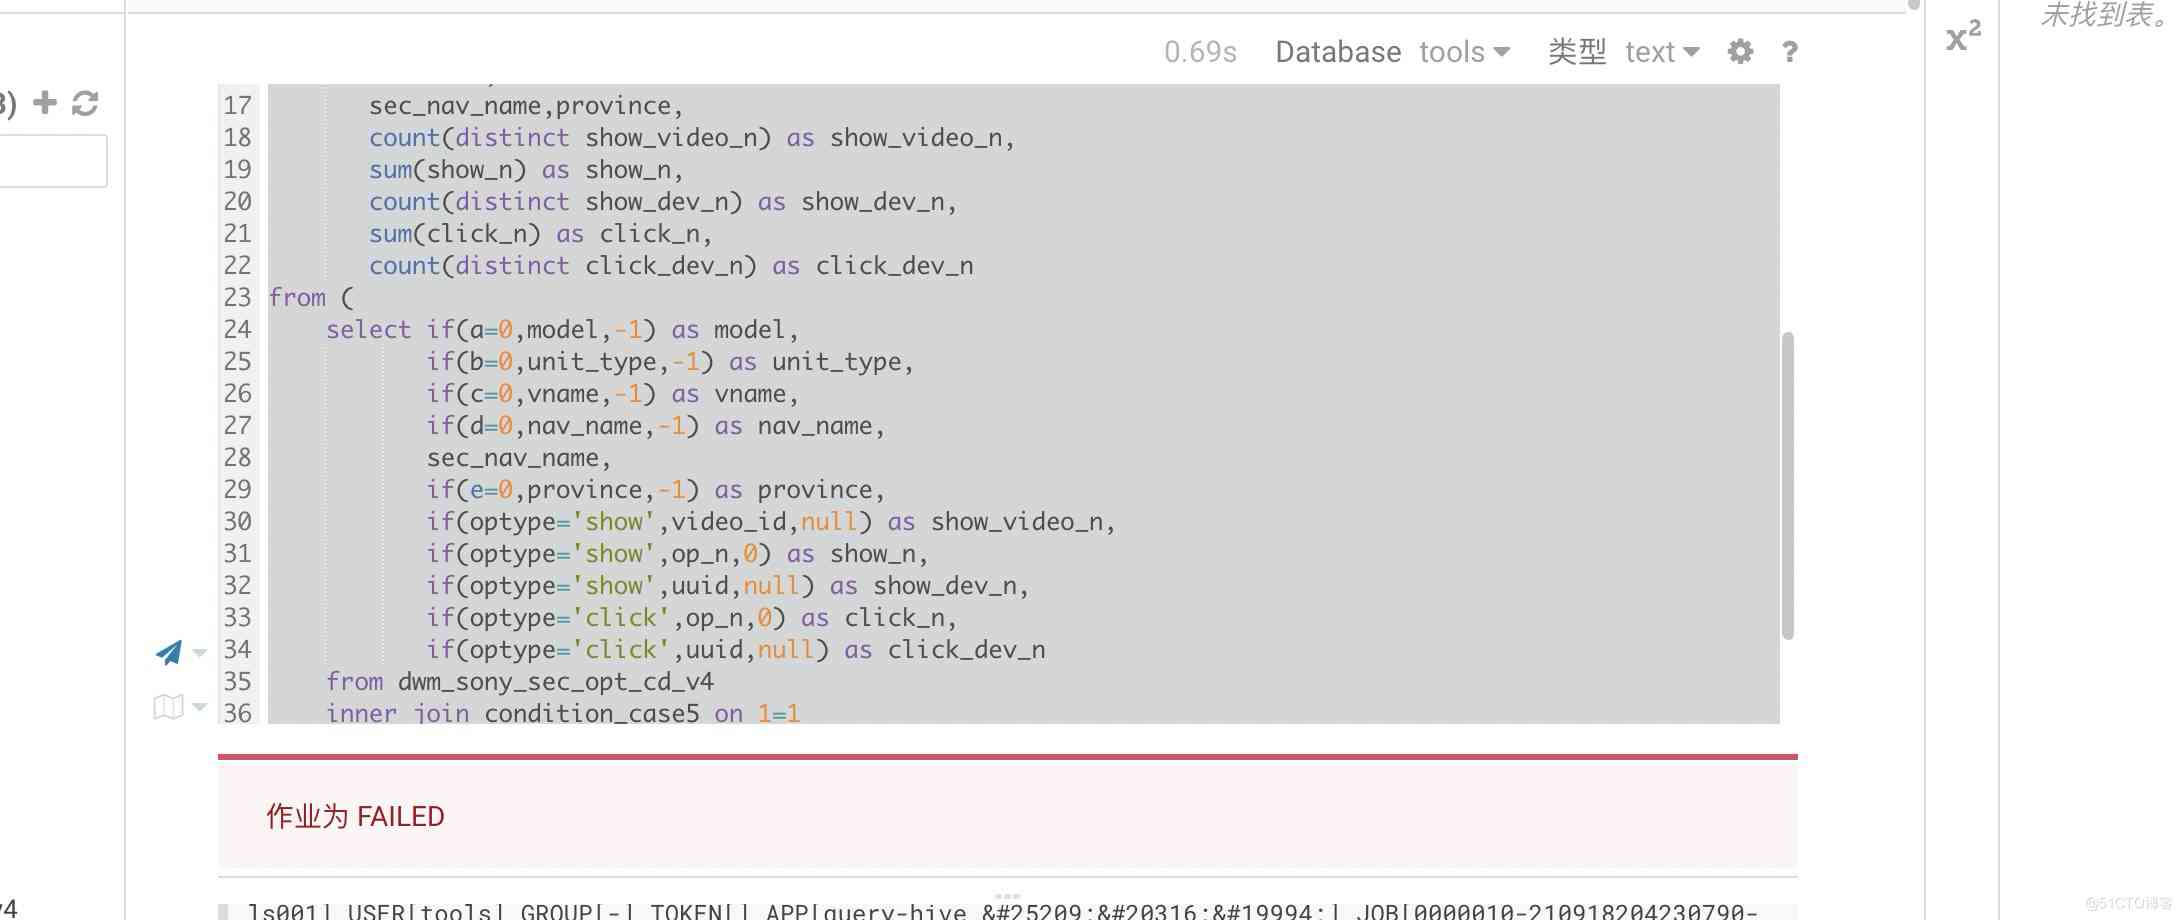 未找到表。
0.69s Database tools 类型 text ?
x²
3)
17 sec_nav_name,province,
18 count(distinct show_video_n) as show_video_n,
19 sum(show_n) as show_n,
20 count(distinct show_dev_n) as show_dev_n,
21 sum(click_n) as click_n,
22 count(distinct click_dev_n) as click_dev_n
23 from (
24 select if(a=0,model,-1) as model,
25 if(b=0,unit_type,-1) as unit_type,
26 if(c=0,vname,-1) as vname,
27 if(d=0,nav_name,-1) as nav_name,
28 sec_nav_name,
29 if(e=0,province,-1) as province,
30 if(optype='show',video_id,null) as show_video_n,
31 if(optype='show',op_n,0) as show_n,
32 if(optype='show',uuid,null) as show_dev_n,
33 if(optype='click',op_n,0) as click_n,
34 if(optype='click',uuid,null) as click_dev_n
35 from dwm_sony_sec_opt_cd_v4
36 inner join condition_case5 on 1=1
作业为 FAILED
v4
ls001] USER[tools] GROUP[-] TOKEN[] APP[query-hive &#25209;&#20316;&#19994;] JOB[0000010-210918204230790-
@51CTO博客